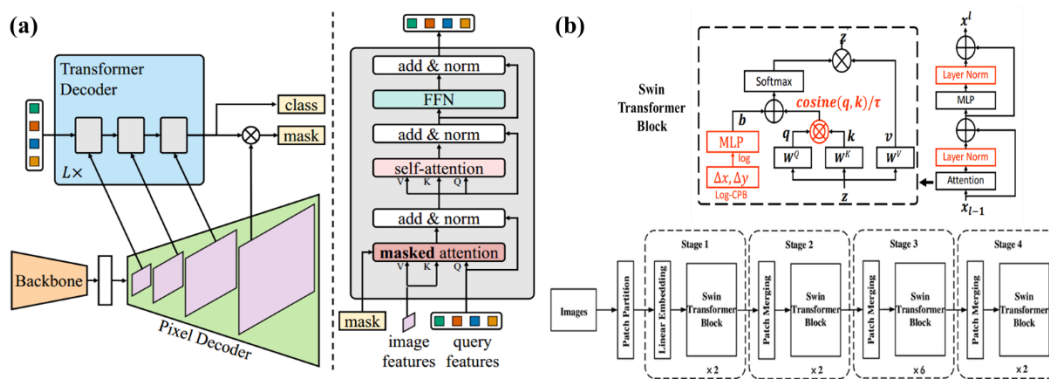 (a)
Transformer
Decoder
L×
class
mask
Backbone
Pixel Decoder
add & norm
FFN
add & norm
self-attention
V K Q
add & norm
masked attention
V K Q
mask
image
features
query
features
(b)
Swin
Transformer
Block
z
Softmax
cosine(q, k)/τ
b
q
k
v
MLP
log
W^Q
W^K
W^V
Δx, Δy
Log-CPB
z
x^l
Layer Norm
MLP
Layer Norm
Attention
x_{l-1}
Images
Patch Partition
Stage 1
Linear Embedding
Swin
Transformer
Block
×2
Stage 2
Patch Merging
Swin
Transformer
Block
×2
Stage 3
Patch Merging
Swin
Transformer
Block
×6
Stage 4
Patch Merging
Swin
Transformer
Block
×2